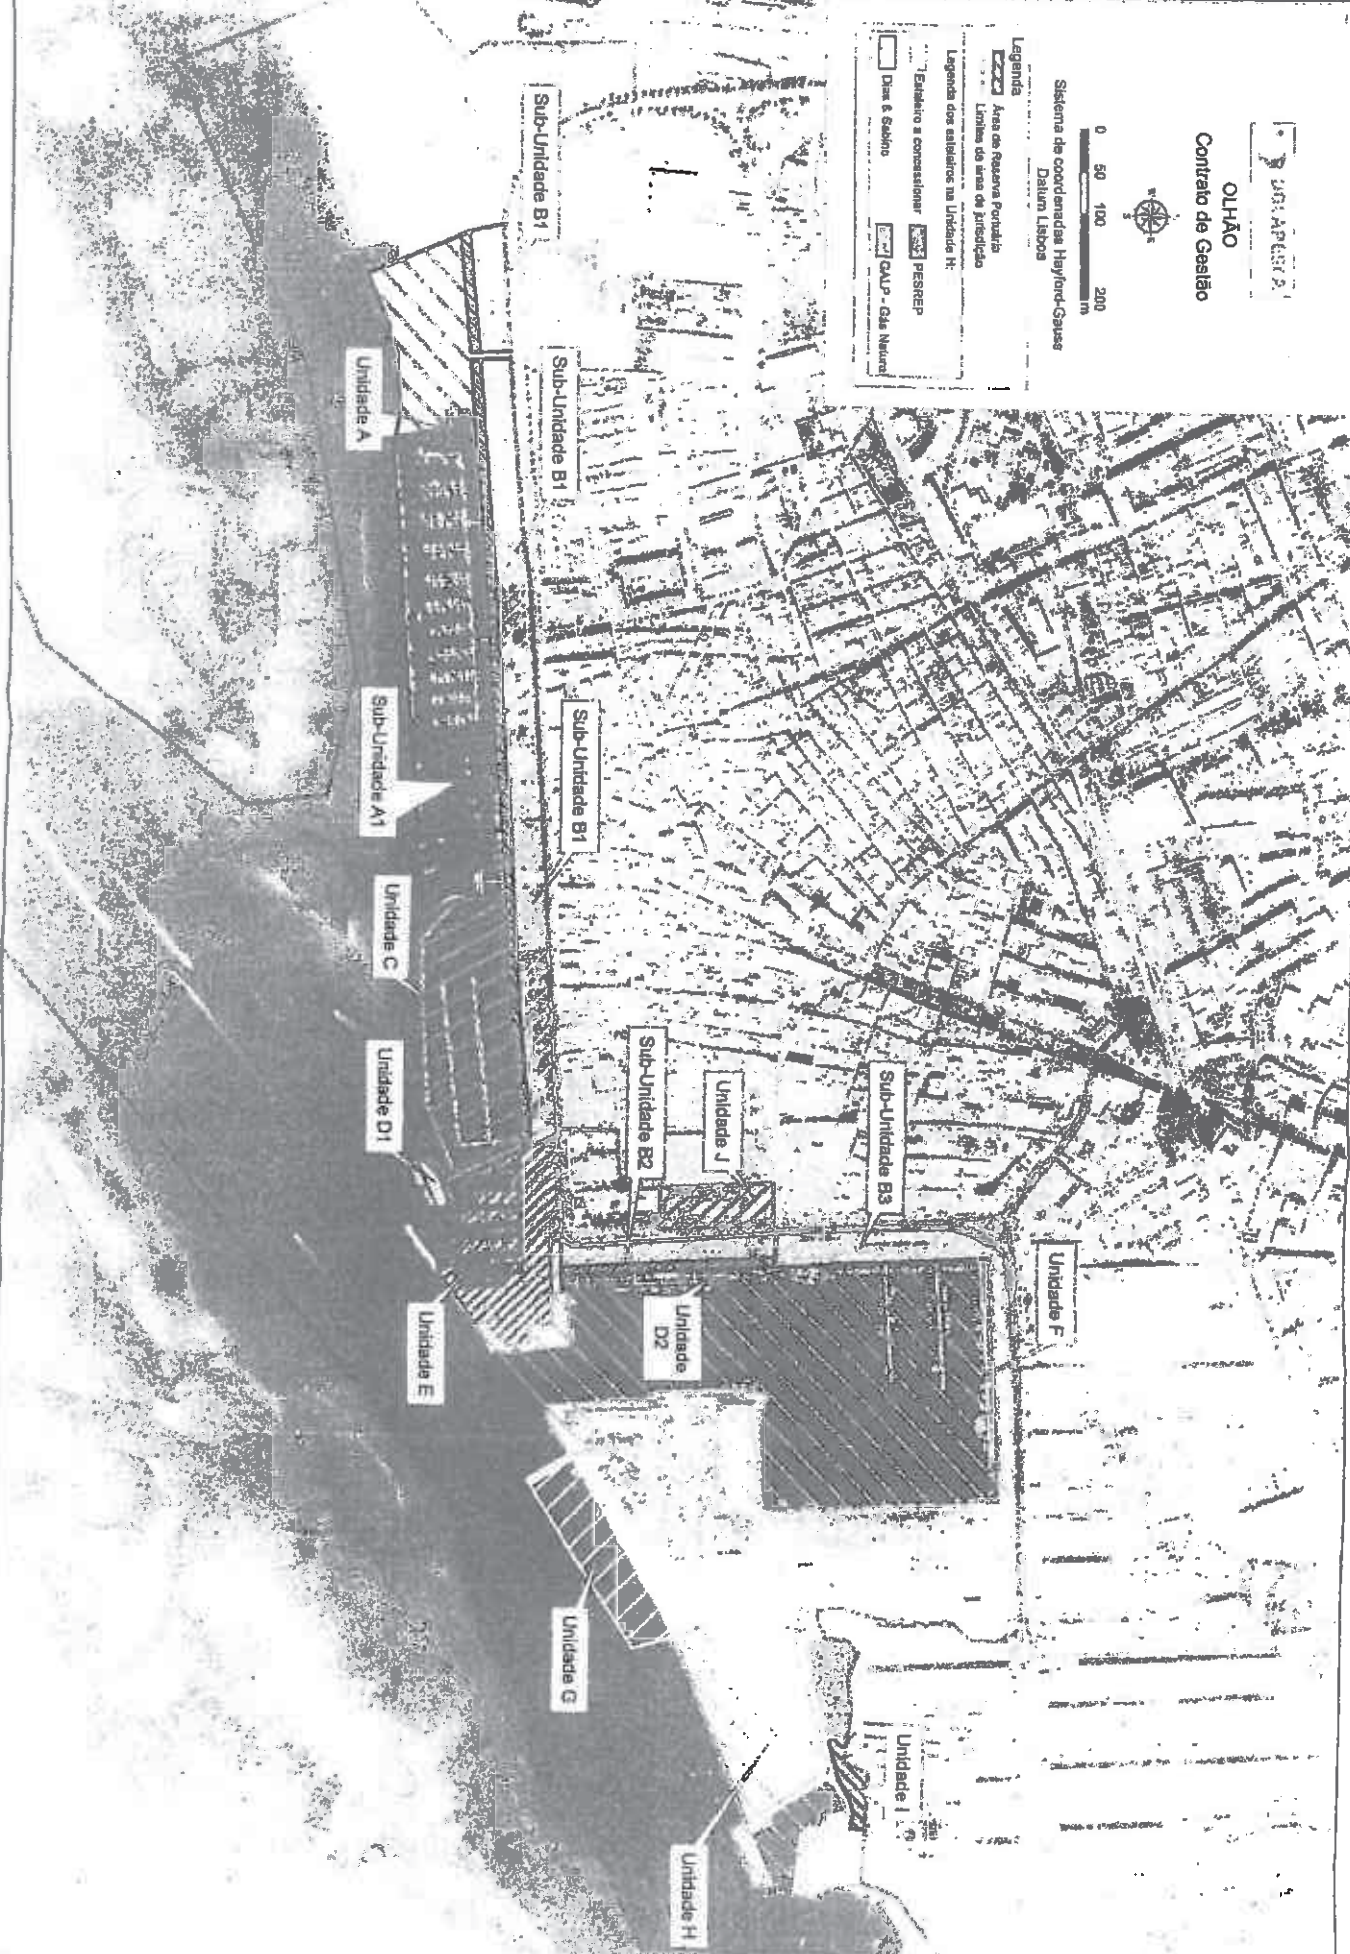 DOCAPESCA
OLHÃO
Contrato de Gestão
0 50 100 200
m
Sistema de coordenadas Hayford-Gauss
Datum Lisboa
Legenda
Área de Reserva Portuária
Limites de área de jurisdição
Legenda dos estaleiros na Unidade H:
Estaleiro a concessionar
PESREP
Dias & Sabino
GALP - Gás Natural
Sub-Unidade B1
Sub-Unidade B1
Sub-Unidade B1
Sub-Unidade B2
Unidade J
Sub-Unidade B3
Unidade F
Unidade A
Sub-Unidade A1
Unidade C
Unidade D1
Unidade E
Unidade D2
Unidade G
Unidade I
Unidade H